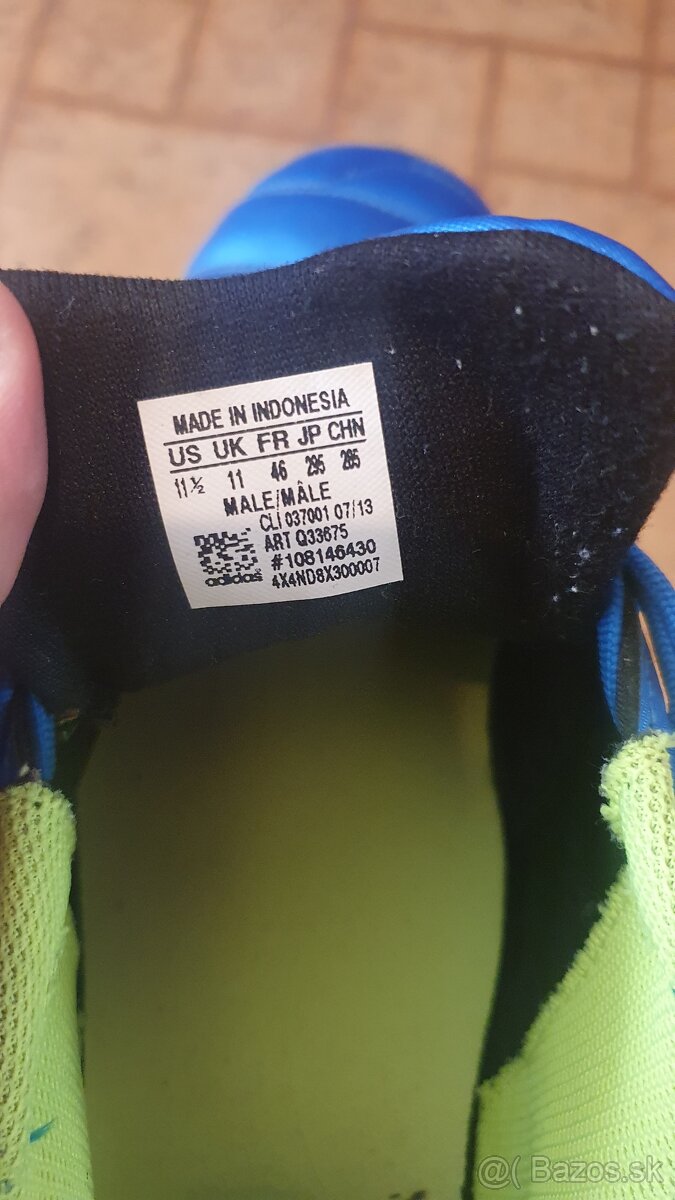 MADE IN INDONESIA
US UK FR JP CHN
11½ 11 46 295 285
MALE/MÂLE
CLI 037001 07/13
ART Q33675
#108146430
adidas 4X4ND8X300007
@( Bazos.sk